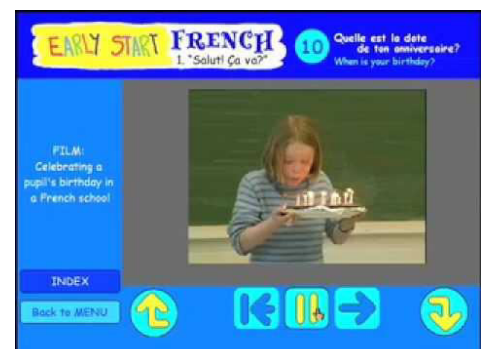 EARLY START FRENCH
1. "Salut! Ça va?"
10
Quelle est la date
de ton anniversaire?
When is your birthday?
FILM:
Celebrating a
pupil's birthday in
a French school
INDEX
Back to MENU